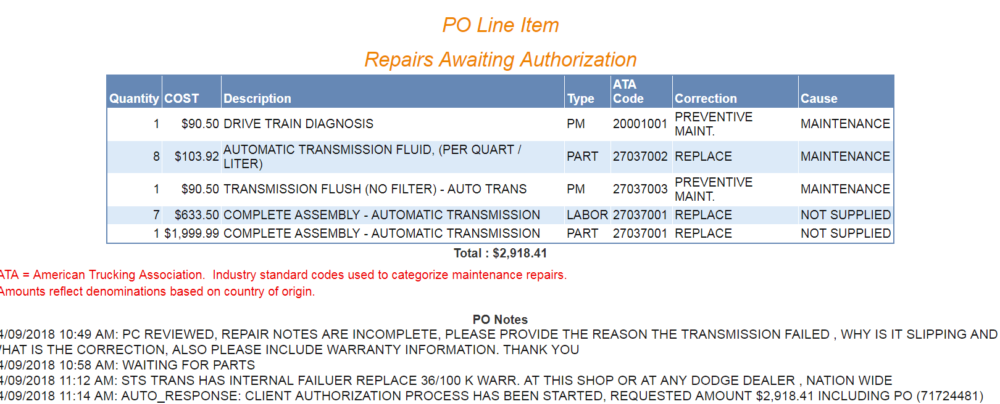 PO Line Item
Repairs Awaiting Authorization
Quantity COST Description Type ATA Code Correction Cause
1 $90.50 DRIVE TRAIN DIAGNOSIS PM 20001001 PREVENTIVE MAINT. MAINTENANCE
8 $103.92 AUTOMATIC TRANSMISSION FLUID, (PER QUART / LITER) PART 27037002 REPLACE MAINTENANCE
1 $90.50 TRANSMISSION FLUSH (NO FILTER) - AUTO TRANS PM 27037003 PREVENTIVE MAINT. MAINTENANCE
7 $633.50 COMPLETE ASSEMBLY - AUTOMATIC TRANSMISSION LABOR 27037001 REPLACE NOT SUPPLIED
1 $1,999.99 COMPLETE ASSEMBLY - AUTOMATIC TRANSMISSION PART 27037001 REPLACE NOT SUPPLIED
Total : $2,918.41
ATA = American Trucking Association. Industry standard codes used to categorize maintenance repairs.
Amounts reflect denominations based on country of origin.
PO Notes
4/09/2018 10:49 AM: PC REVIEWED, REPAIR NOTES ARE INCOMPLETE, PLEASE PROVIDE THE REASON THE TRANSMISSION FAILED , WHY IS IT SLIPPING AND
HAT IS THE CORRECTION, ALSO PLEASE INCLUDE WARRANTY INFORMATION. THANK YOU
4/09/2018 10:58 AM: WAITING FOR PARTS
4/09/2018 11:12 AM: STS TRANS HAS INTERNAL FAILUER REPLACE 36/100 K WARR. AT THIS SHOP OR AT ANY DODGE DEALER , NATION WIDE
4/09/2018 11:14 AM: AUTO_RESPONSE: CLIENT AUTHORIZATION PROCESS HAS BEEN STARTED, REQUESTED AMOUNT $2,918.41 INCLUDING PO (71724481)